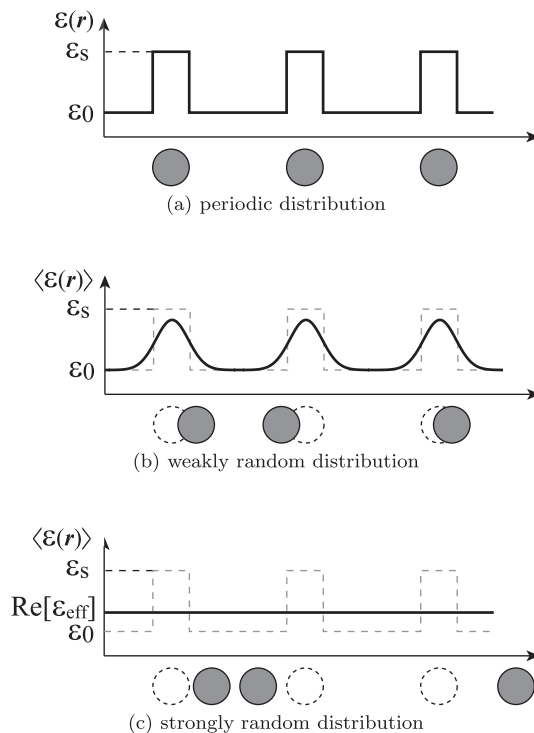 ε(r)
εs
ε0
(a) periodic distribution
⟨ε(r)⟩
εs
ε0
(b) weakly random distribution
⟨ε(r)⟩
εs
Re[εeff]
ε0
(c) strongly random distribution